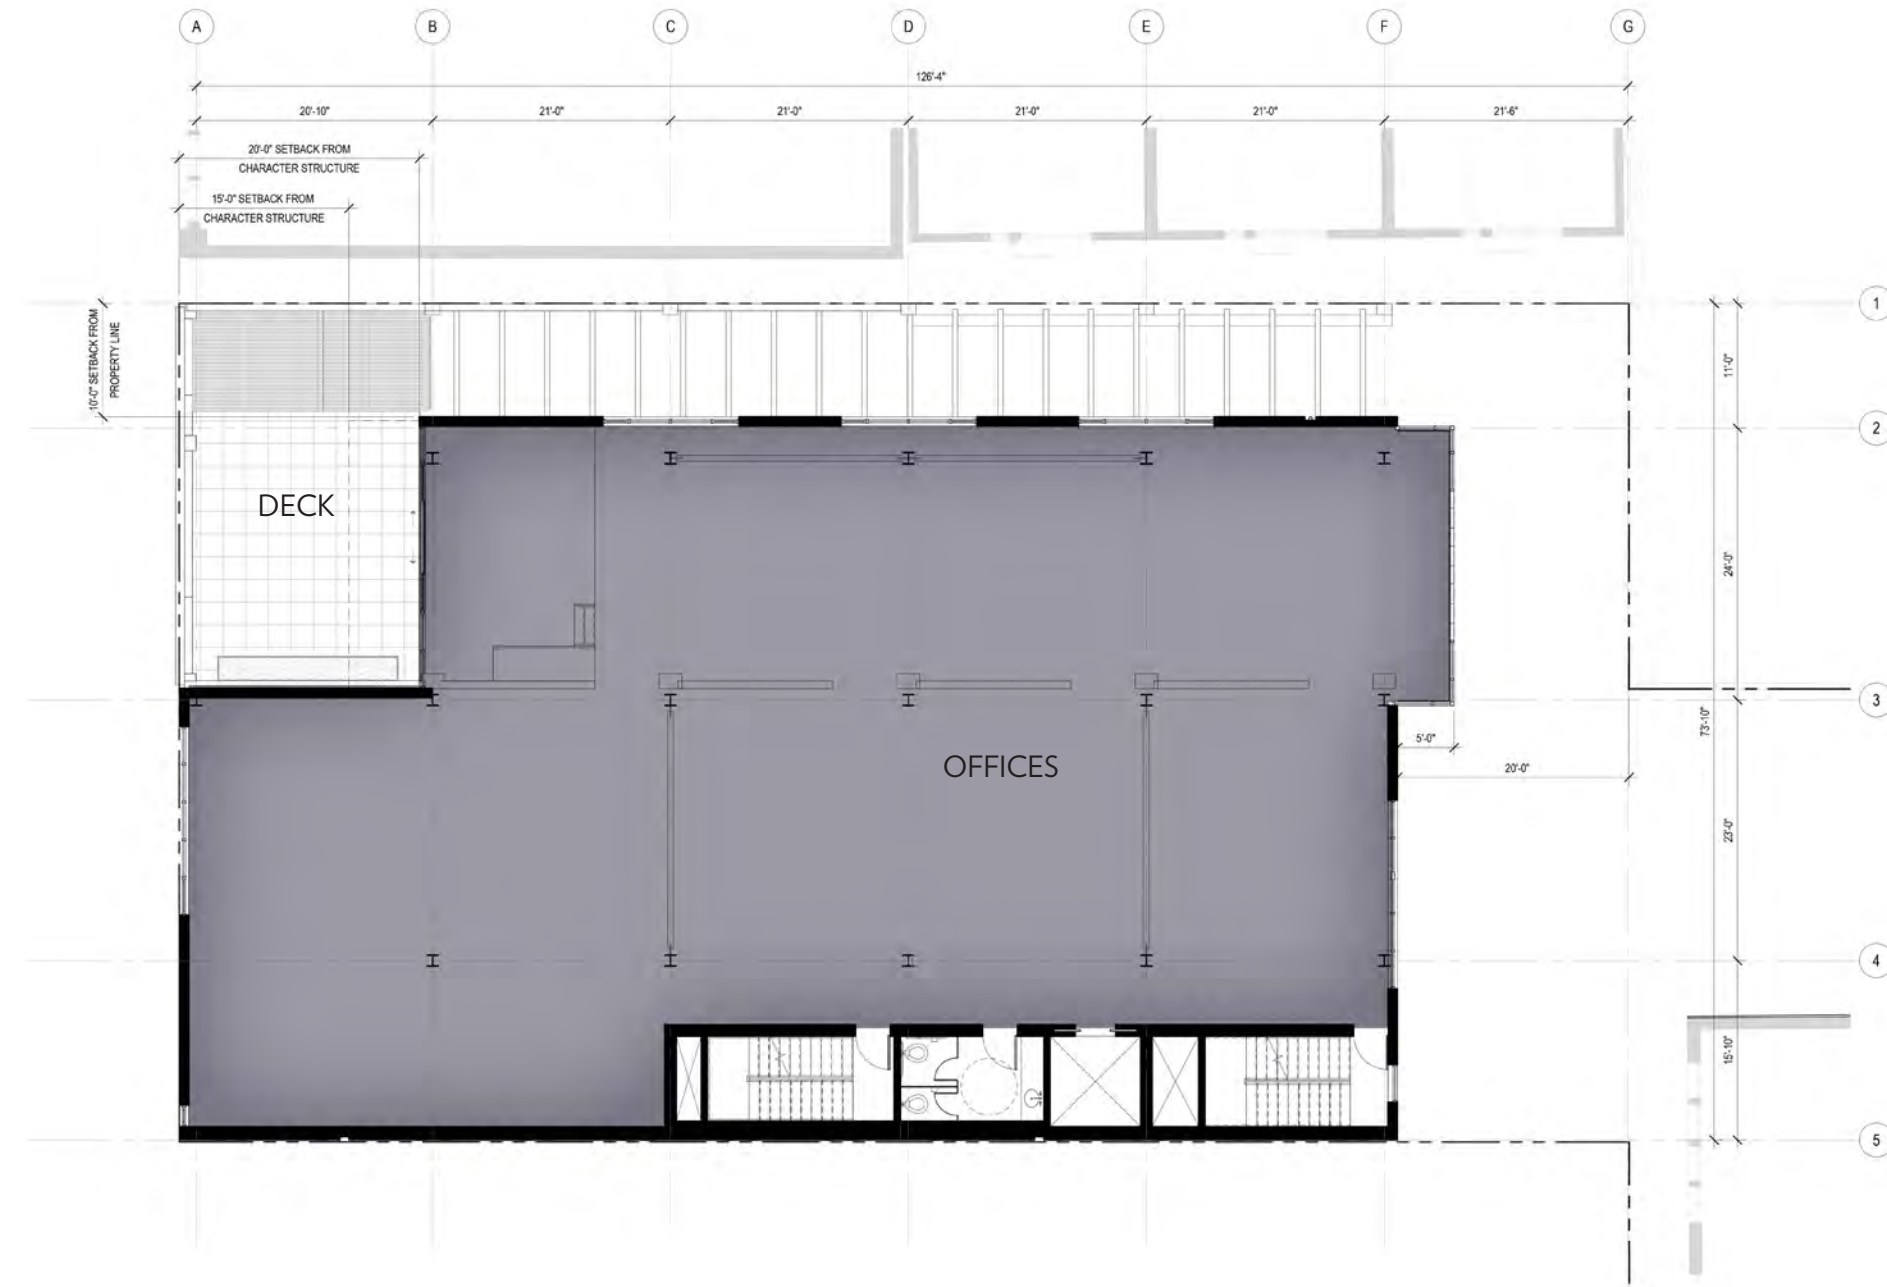 A B C D E F G
126'-4"
20'-10" 21'-0" 21'-0" 21'-0" 21'-0" 21'-6"
20'-0" SETBACK FROM
CHARACTER STRUCTURE
15'-0" SETBACK FROM
CHARACTER STRUCTURE
10'-0" SETBACK FROM
PROPERTY LINE
1
11'-0"
2
DECK
24'-0"
3
73'-10"
5'-0"
OFFICES
20'-0"
23'-0"
4
15'-10"
5